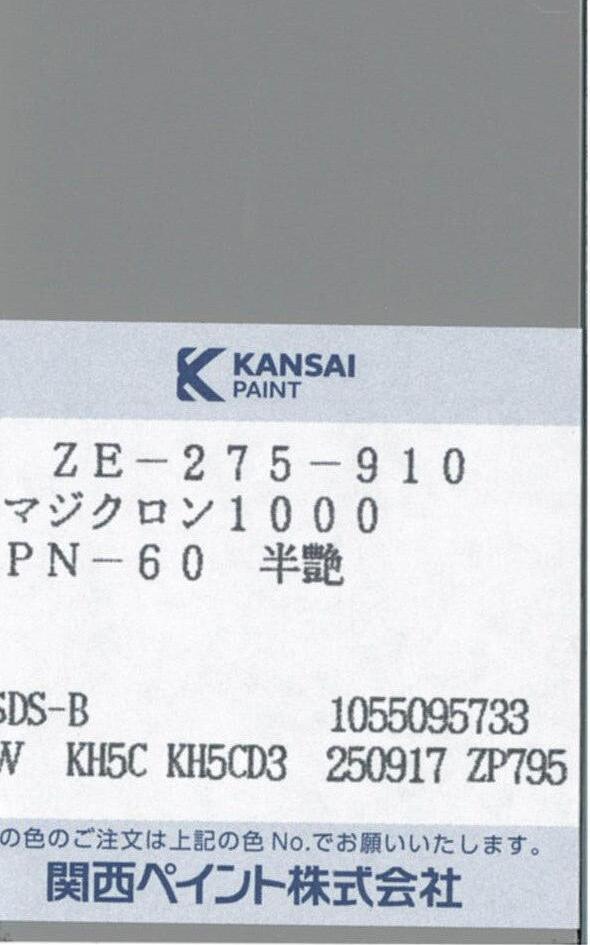 KANSAI
PAINT
ZE-275-910
マジクロン1000
PN-60 半艶
SDS-B 1055095733
W KH5C KH5CD3 250917 ZP795
の色のご注文は上記の色No.でお願いいたします。
関西ペイント株式会社